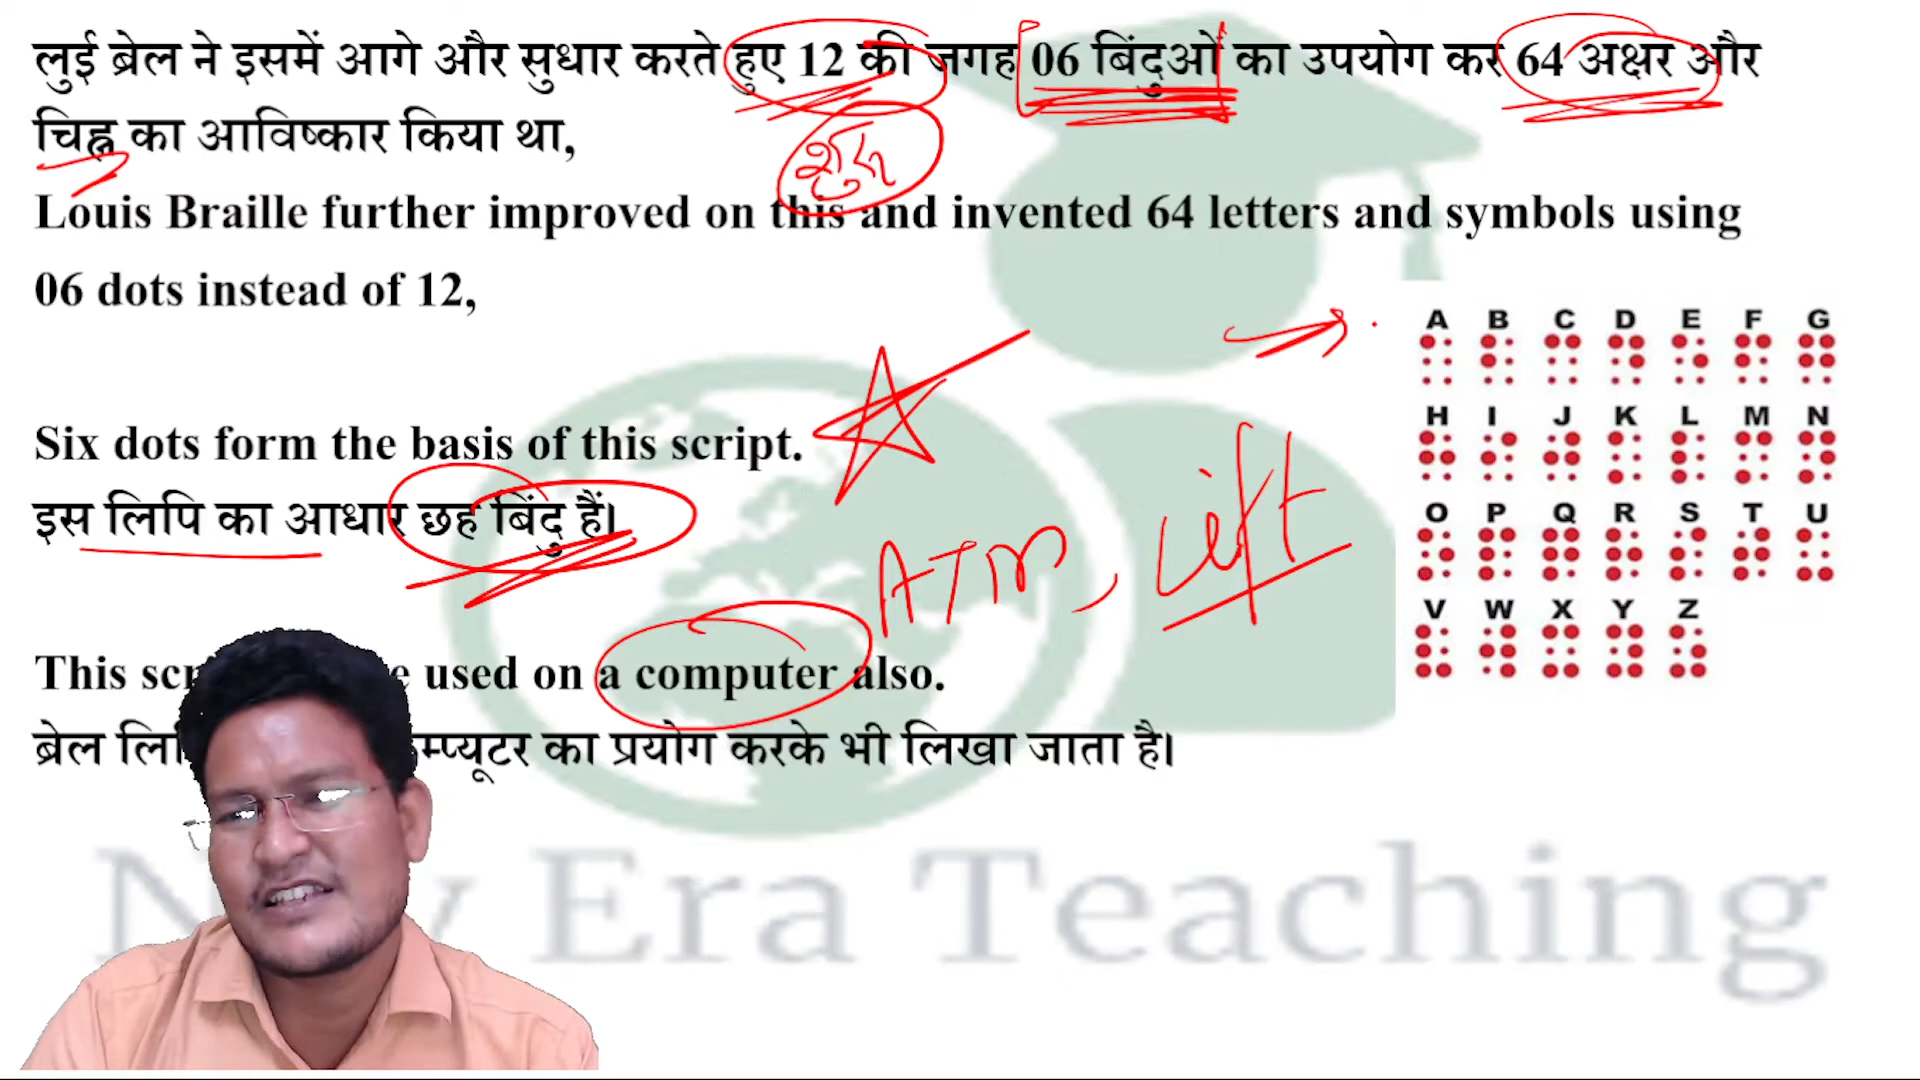 लुई ब्रेल ने इसमें आगे और सुधार करते हुए 12 की जगह 06 बिंदुओं का उपयोग कर 64 अक्षर और
चिह्न का आविष्कार किया था,
Louis Braille further improved on this and invented 64 letters and symbols using
06 dots instead of 12,
Six dots form the basis of this script.
इस लिपि का आधार छह बिंदु हैं।
ATM, Lift
This used on a computer also.
ब्रेल कम्प्यूटर का प्रयोग करके भी लिखा जाता है।
A B C D E F G
H I J K L M N
O P Q R S T U
V W X Y Z
Era Teaching